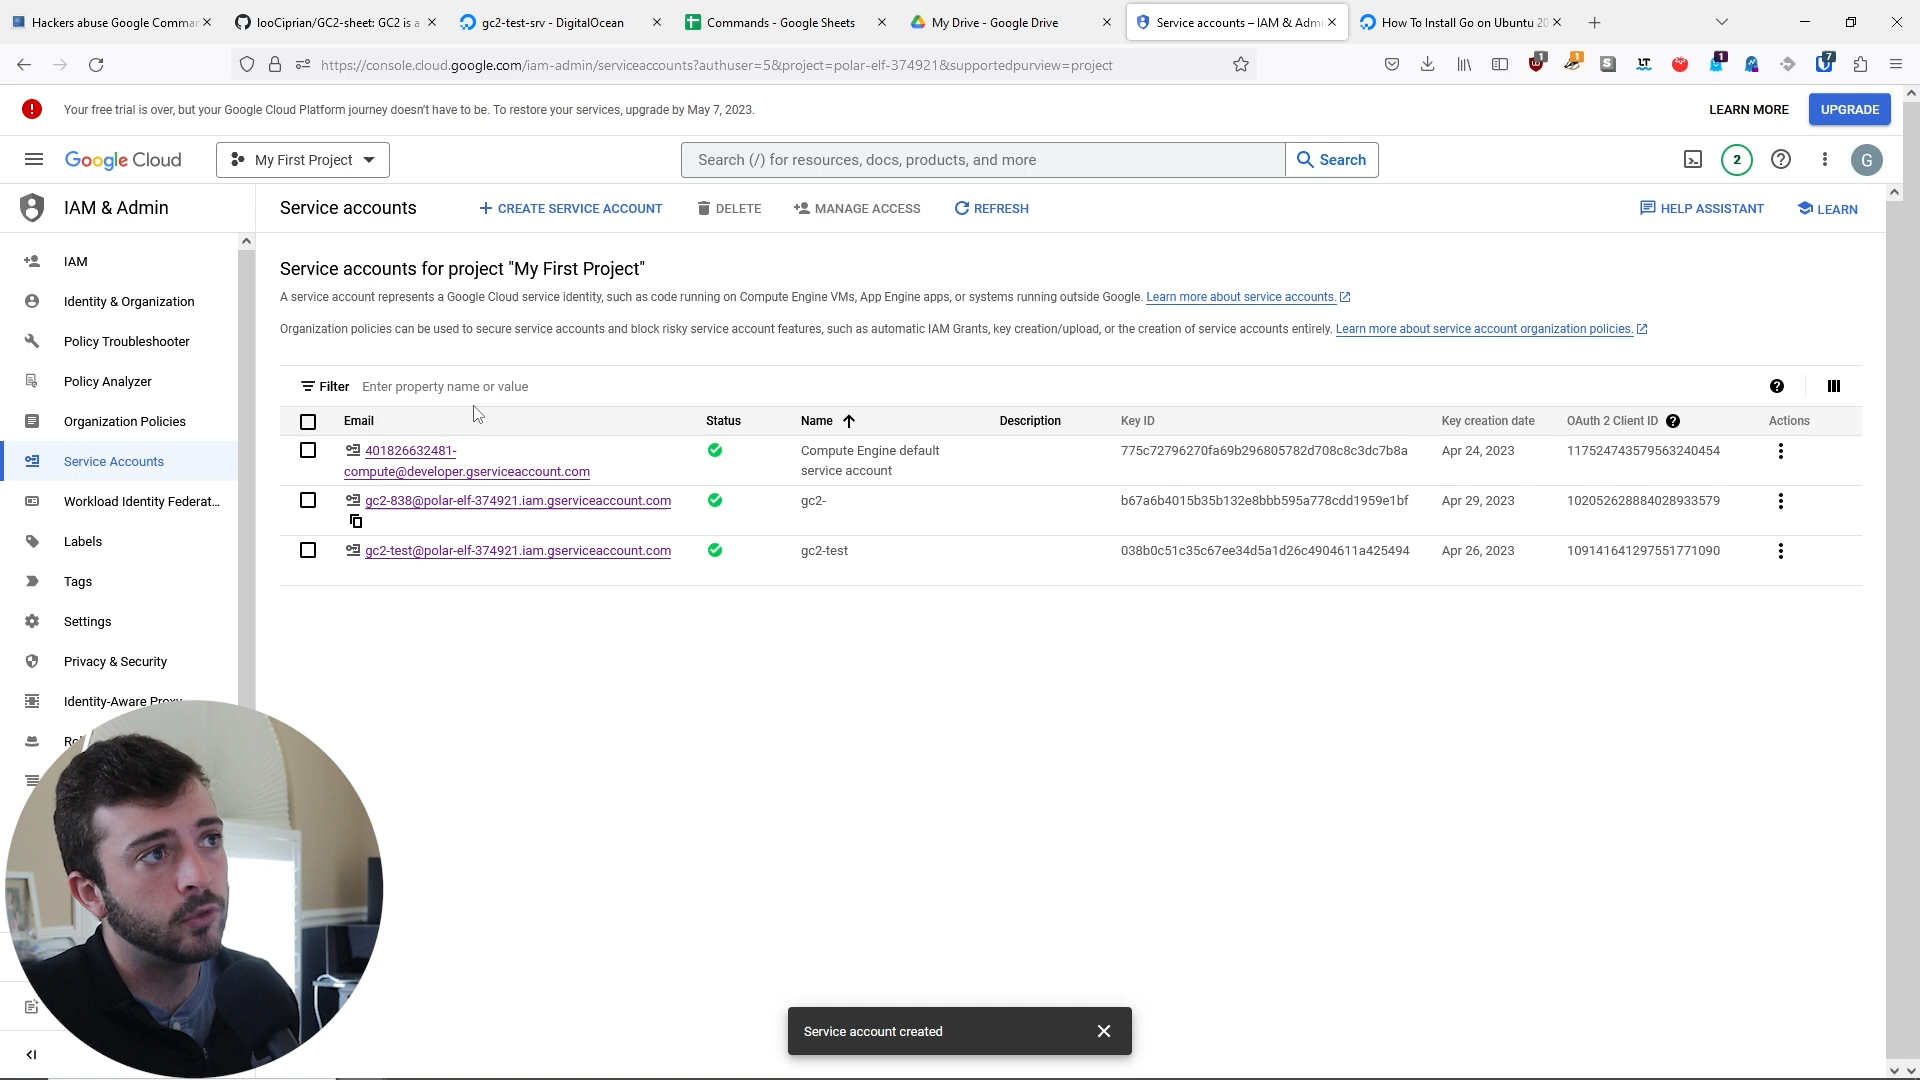 Hackers abuse Google Comman
looCiprian/GC2-sheet: GC2 is a
gc2-test-srv - DigitalOcean
Commands - Google Sheets
My Drive - Google Drive
Service accounts – IAM & Admi
How To Install Go on Ubuntu 20
https://console.cloud.google.com/iam-admin/serviceaccounts?authuser=5&project=polar-elf-374921&supportedpurview=project
1
1
S
LT
1
7
Your free trial is over, but your Google Cloud Platform journey doesn't have to be. To restore your services, upgrade by May 7, 2023.
LEARN MORE
UPGRADE
Google Cloud
My First Project
Search (/) for resources, docs, products, and more
Search
2
G
IAM & Admin
Service accounts
CREATE SERVICE ACCOUNT
DELETE
MANAGE ACCESS
REFRESH
HELP ASSISTANT
LEARN
IAM
Identity & Organization
Policy Troubleshooter
Policy Analyzer
Organization Policies
Service Accounts
Workload Identity Federat...
Labels
Tags
Settings
Privacy & Security
Identity-Aware Proxy
Service accounts for project "My First Project"
A service account represents a Google Cloud service identity, such as code running on Compute Engine VMs, App Engine apps, or systems running outside Google. Learn more about service accounts.
Organization policies can be used to secure service accounts and block risky service account features, such as automatic IAM Grants, key creation/upload, or the creation of service accounts entirely. Learn more about service account organization policies.
Filter Enter property name or value
Email Status Name Description Key ID Key creation date OAuth 2 Client ID Actions
401826632481- Compute Engine default 775c72796270fa69b296805782d708c8c3dc7b8a Apr 24, 2023 117524743579563240454
compute@developer.gserviceaccount.com service account
gc2-838@polar-elf-374921.iam.gserviceaccount.com gc2- b67a6b4015b35b132e8bbb595a778cdd1959e1bf Apr 29, 2023 102052628884028933579
gc2-test@polar-elf-374921.iam.gserviceaccount.com gc2-test 038b0c51c35c67ee34d5a1d26c4904611a425494 Apr 26, 2023 109141641297551771090
Service account created